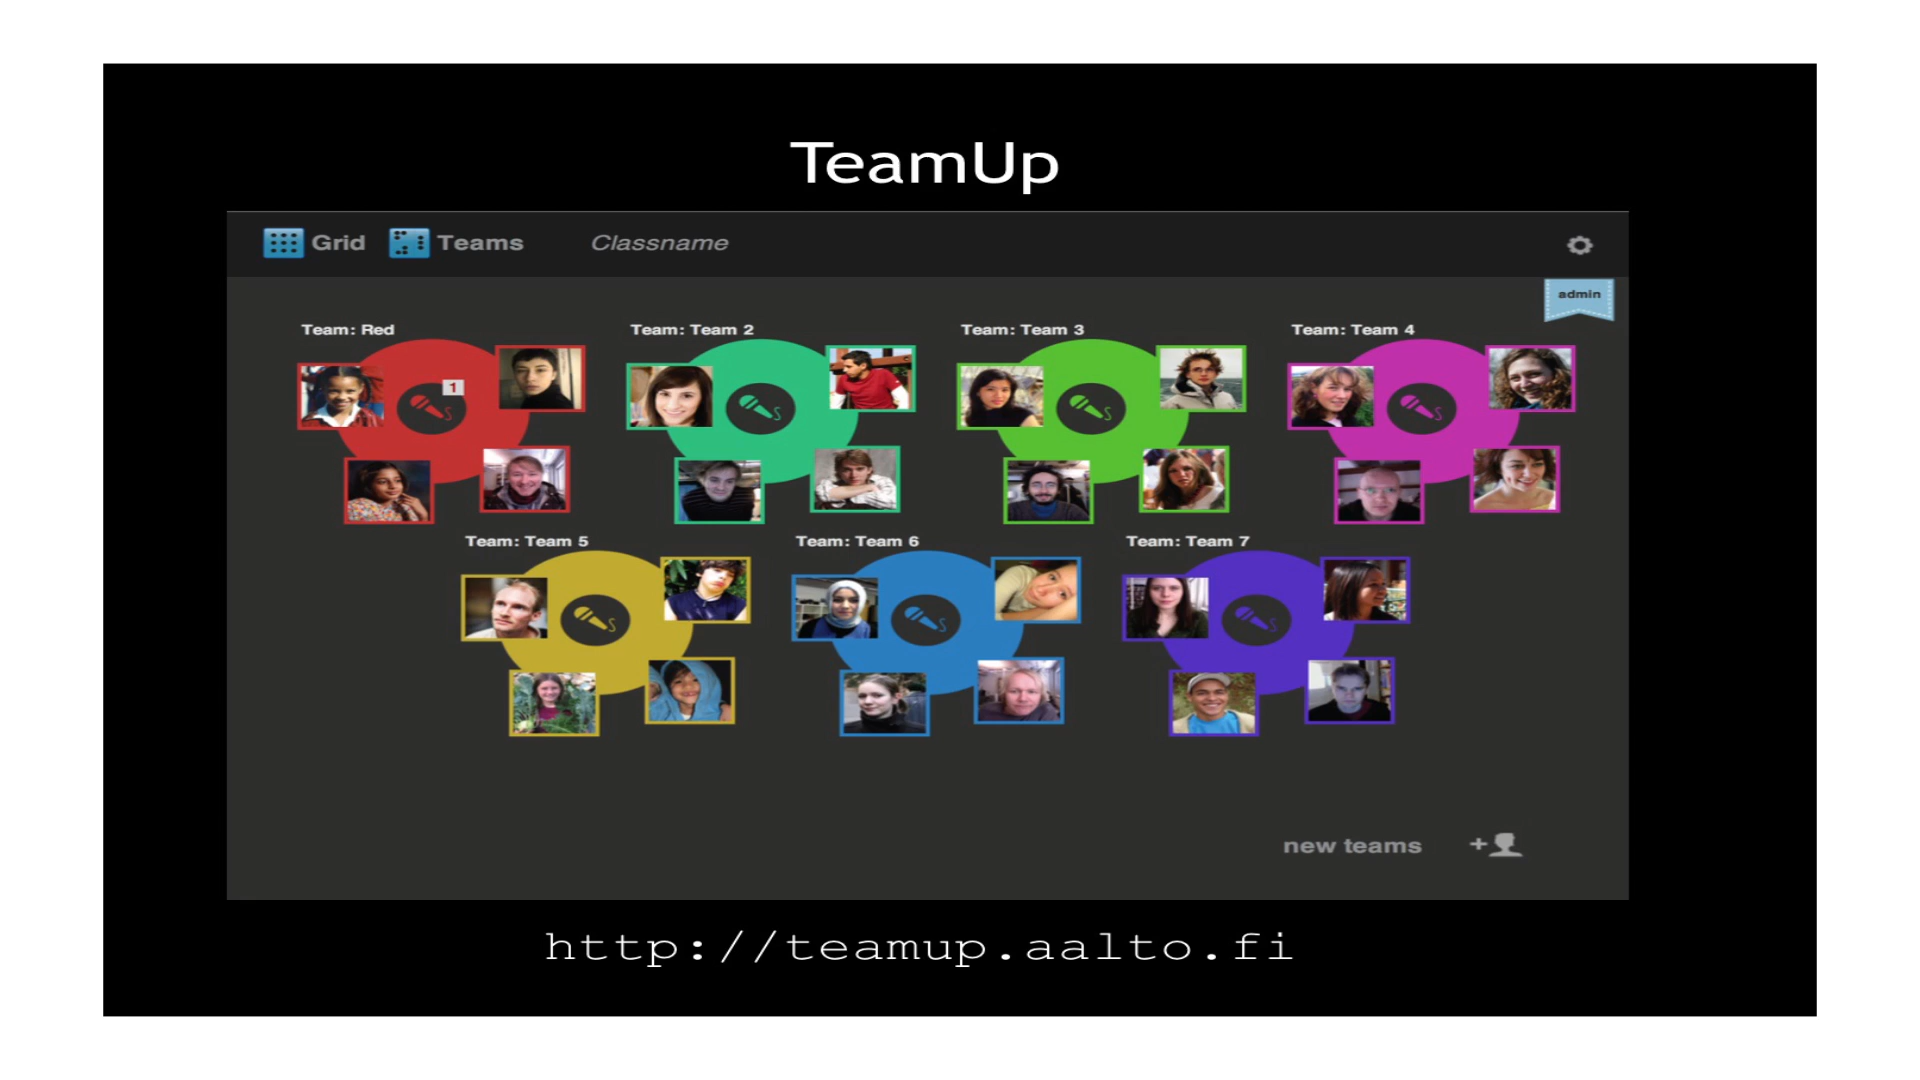 TeamUp
Grid Teams Classname
admin
Team: Red Team: Team 2 Team: Team 3 Team: Team 4
1
S S S S
Team: Team 5 Team: Team 6 Team: Team 7
S S S
new teams +
http://teamup.aalto.fi